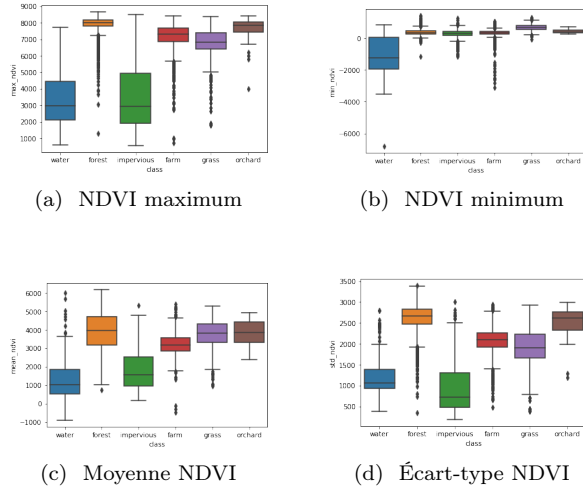 9000
8000
7000
6000
5000
4000
3000
2000
1000
max_ndvi
water forest impervious farm grass orchard
class
(a) NDVI maximum
0
−2000
−4000
−6000
min_ndvi
water forest impervious farm grass orchard
class
(b) NDVI minimum
6000
5000
4000
3000
2000
1000
0
−1000
mean_ndvi
water forest impervious farm grass orchard
class
(c) Moyenne NDVI
3500
3000
2500
2000
1500
1000
500
std_ndvi
water forest impervious farm grass orchard
class
(d) Écart-type NDVI